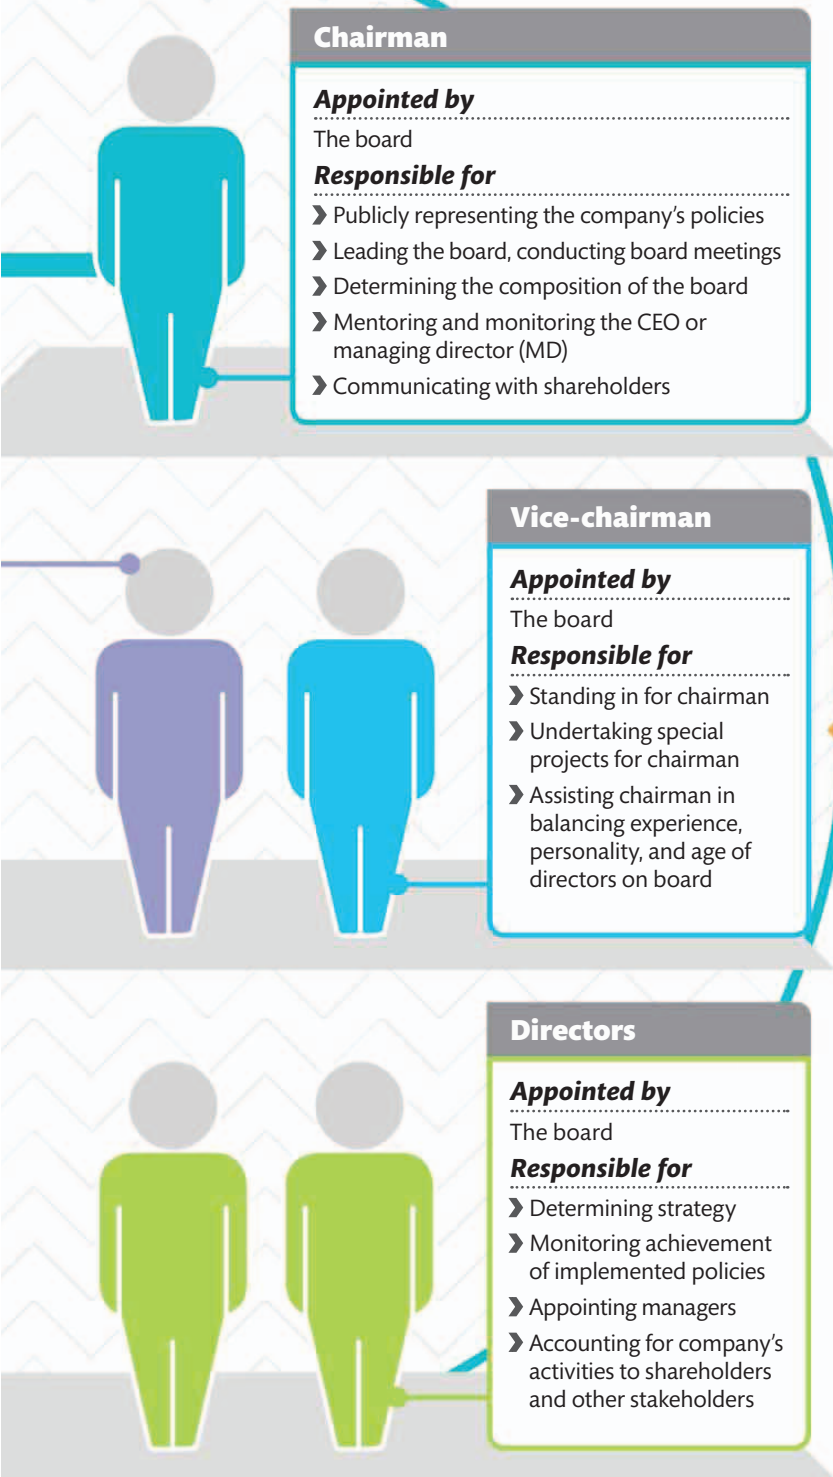 Chairman
Appointed by
The board
Responsible for
❯ Publicly representing the company’s policies
❯ Leading the board, conducting board meetings
❯ Determining the composition of the board
❯ Mentoring and monitoring the CEO or
managing director (MD)
❯ Communicating with shareholders
Vice-chairman
Appointed by
The board
Responsible for
❯ Standing in for chairman
❯ Undertaking special
projects for chairman
❯ Assisting chairman in
balancing experience,
personality, and age of
directors on board
Directors
Appointed by
The board
Responsible for
❯ Determining strategy
❯ Monitoring achievement
of implemented policies
❯ Appointing managers
❯ Accounting for company’s
activities to shareholders
and other stakeholders